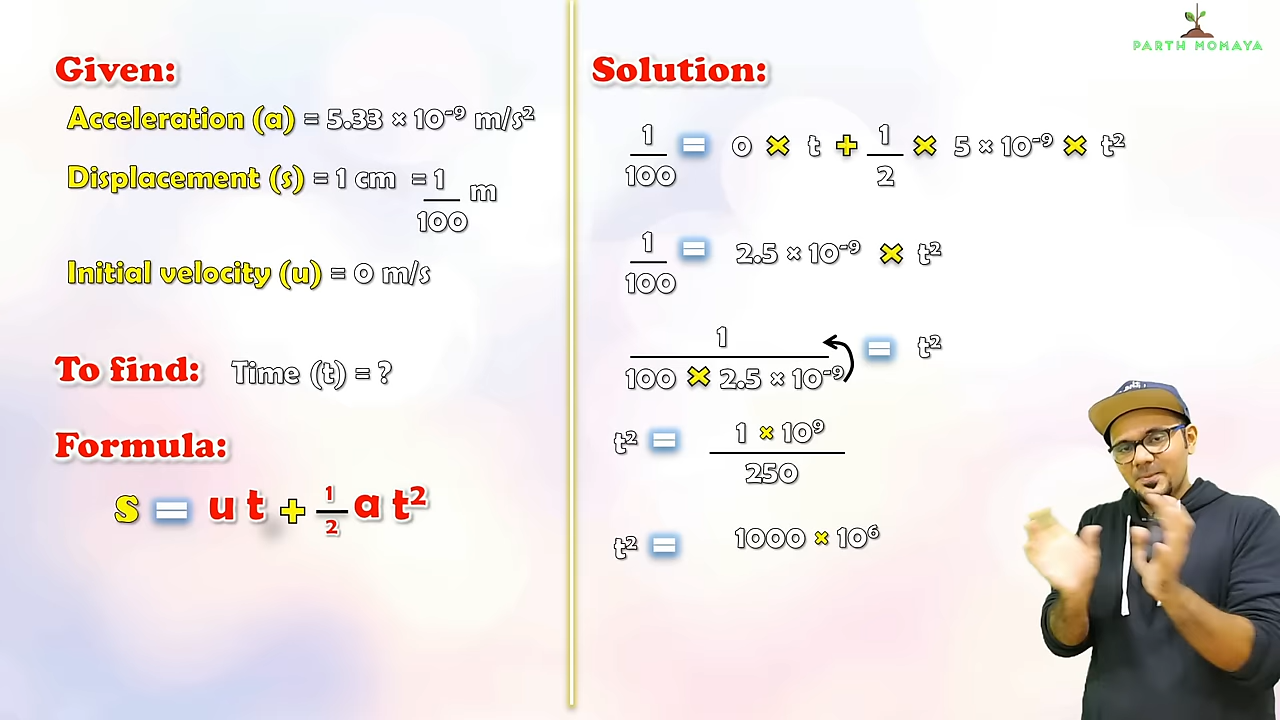 PARTH MOMAYA
Given:
Acceleration (a) = 5.33 × 10⁻⁹ m/s²
Displacement (s) = 1 cm = 1/100 m
Initial velocity (u) = 0 m/s
To find: Time (t) = ?
Formula:
s = u t + 1/2 a t²
Solution:
1/100 = 0 × t + 1/2 × 5 × 10⁻⁹ × t²
1/100 = 2.5 × 10⁻⁹ × t²
1/(100 × 2.5 × 10⁻⁹) = t²
t² = (1 × 10⁹)/250
t² = 1000 × 10⁶